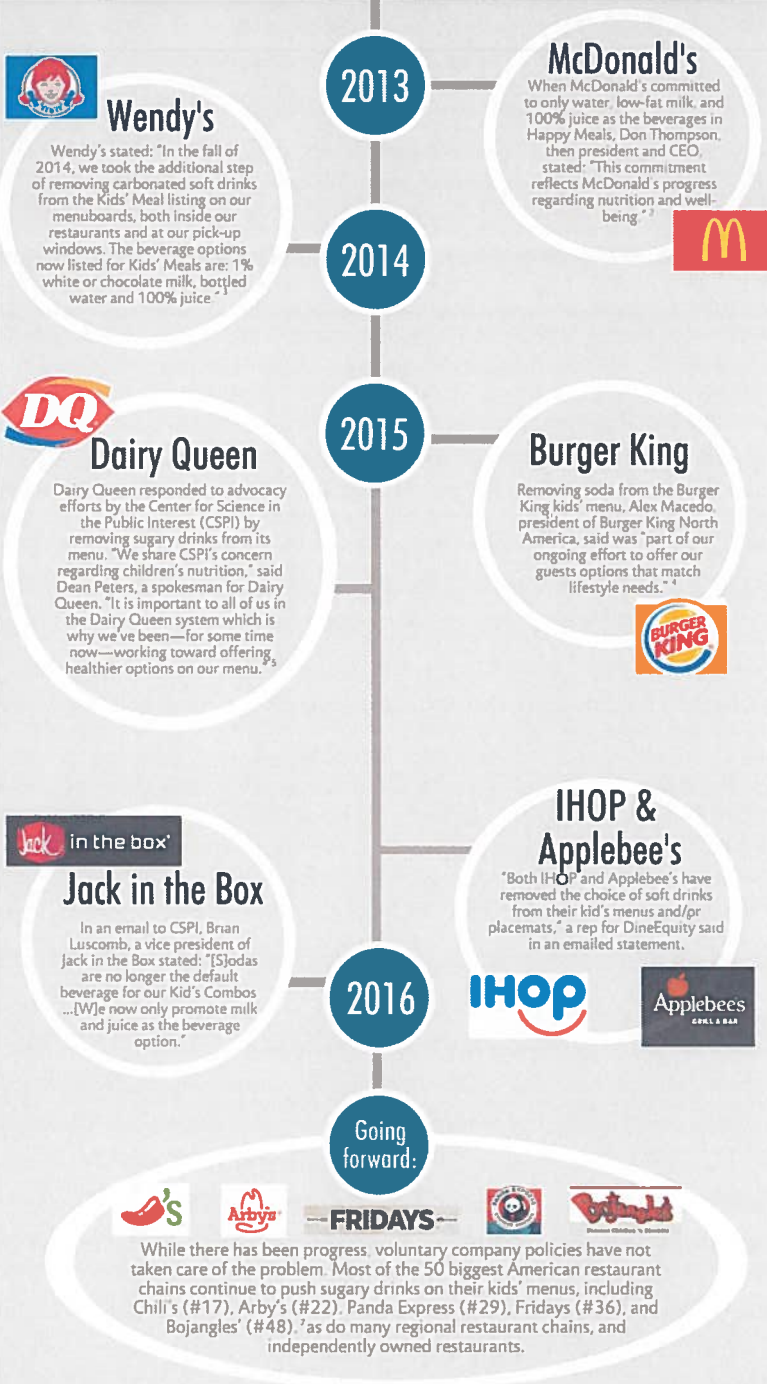 2013
McDonald's
When McDonald's committed
to only water, low-fat milk, and
100% juice as the beverages in
Happy Meals, Don Thompson,
then president and CEO,
stated: "This commitment
reflects McDonald's progress
regarding nutrition and well-
being." 2
Wendy's
Wendy's stated: "In the fall of
2014, we took the additional step
of removing carbonated soft drinks
from the Kids' Meal listing on our
menuboards, both inside our
restaurants and at our pick-up
windows. The beverage options
now listed for Kids' Meals are: 1%
white or chocolate milk, bottled
water and 100% juice." 3
2014
DQ
Dairy Queen
Dairy Queen responded to advocacy
efforts by the Center for Science in
the Public Interest (CSPI) by
removing sugary drinks from its
menu. "We share CSPI's concern
regarding children's nutrition," said
Dean Peters, a spokesman for Dairy
Queen. "It is important to all of us in
the Dairy Queen system which is
why we've been—for some time
now—working toward offering
healthier options on our menu." 5
2015
Burger King
Removing soda from the Burger
King kids' menu, Alex Macedo,
president of Burger King North
America, said was "part of our
ongoing effort to offer our
guests options that match
lifestyle needs." 4
BURGER
KING
IHOP &
Applebee's
"Both IHOP and Applebee's have
removed the choice of soft drinks
from their kid's menus and/pr
placemats," a rep for DineEquity said
in an emailed statement.
IHOP
Applebees
GRILL & BAR
Jack in the box
Jack in the Box
In an email to CSPI, Brian
Luscomb, a vice president of
Jack in the Box stated: "[S]odas
are no longer the default
beverage for our Kid's Combos
...[W]e now only promote milk
and juice as the beverage
option."
2016
Going
forward:
'S
Arby's
FRIDAYS
PANDA EXPRESS
Bojangles'
While there has been progress, voluntary company policies have not
taken care of the problem. Most of the 50 biggest American restaurant
chains continue to push sugary drinks on their kids' menus, including
Chili's (#17), Arby's (#22), Panda Express (#29), Fridays (#36), and
Bojangles' (#48), 7 as do many regional restaurant chains, and
independently owned restaurants.